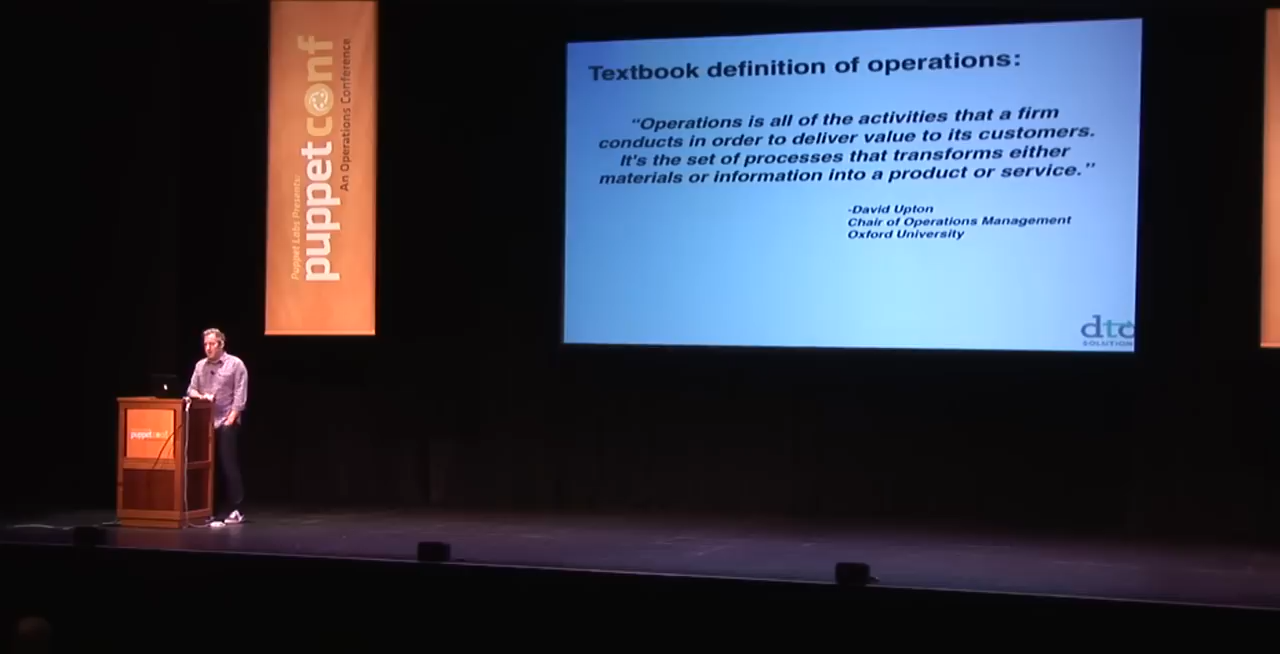 Puppet Labs Presents:
puppetconf
An Operations Conference
Textbook definition of operations:
“Operations is all of the activities that a firm
conducts in order to deliver value to its customers.
It's the set of processes that transforms either
materials or information into a product or service.”
-David Upton
Chair of Operations Management
Oxford University
dtc
SOLUTION
puppetconf